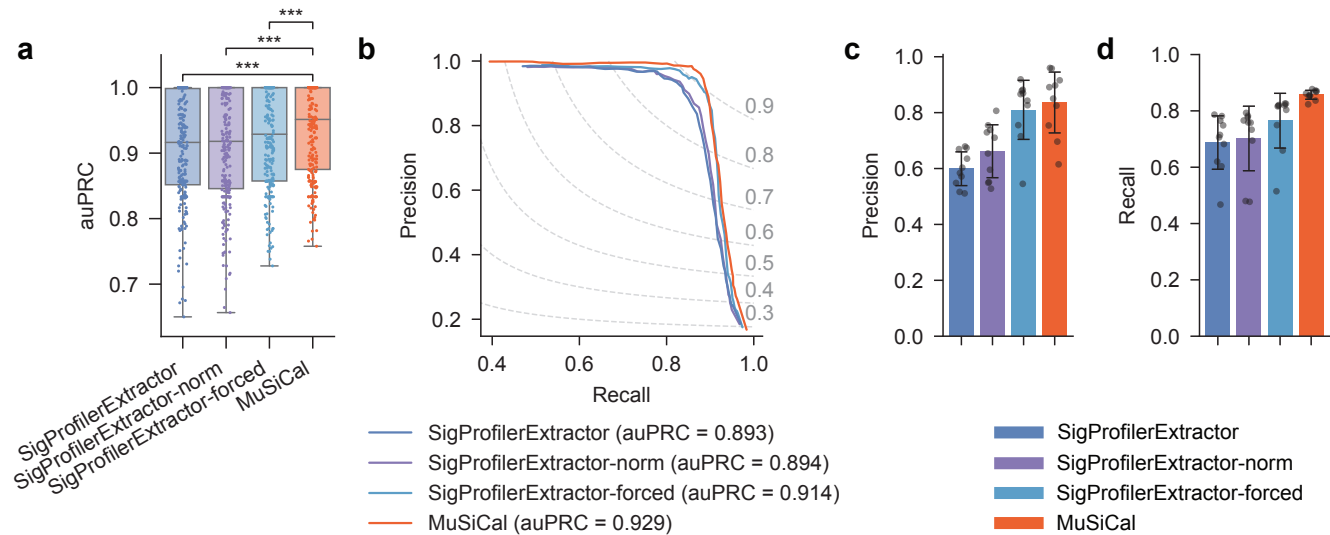 a
auPRC
1.0
0.9
0.8
0.7
***
***
***
SigProfilerExtractor
SigProfilerExtractor-norm
SigProfilerExtractor-forced
MuSiCal
b
Precision
1.0
0.8
0.6
0.4
0.2
0.9
0.8
0.7
0.6
0.5
0.4
0.3
0.4
0.6
0.8
1.0
Recall
SigProfilerExtractor (auPRC = 0.893)
SigProfilerExtractor-norm (auPRC = 0.894)
SigProfilerExtractor-forced (auPRC = 0.914)
MuSiCal (auPRC = 0.929)
c
Precision
1.0
0.8
0.6
0.4
0.2
0.0
d
Recall
1.0
0.8
0.6
0.4
0.2
0.0
SigProfilerExtractor
SigProfilerExtractor-norm
SigProfilerExtractor-forced
MuSiCal